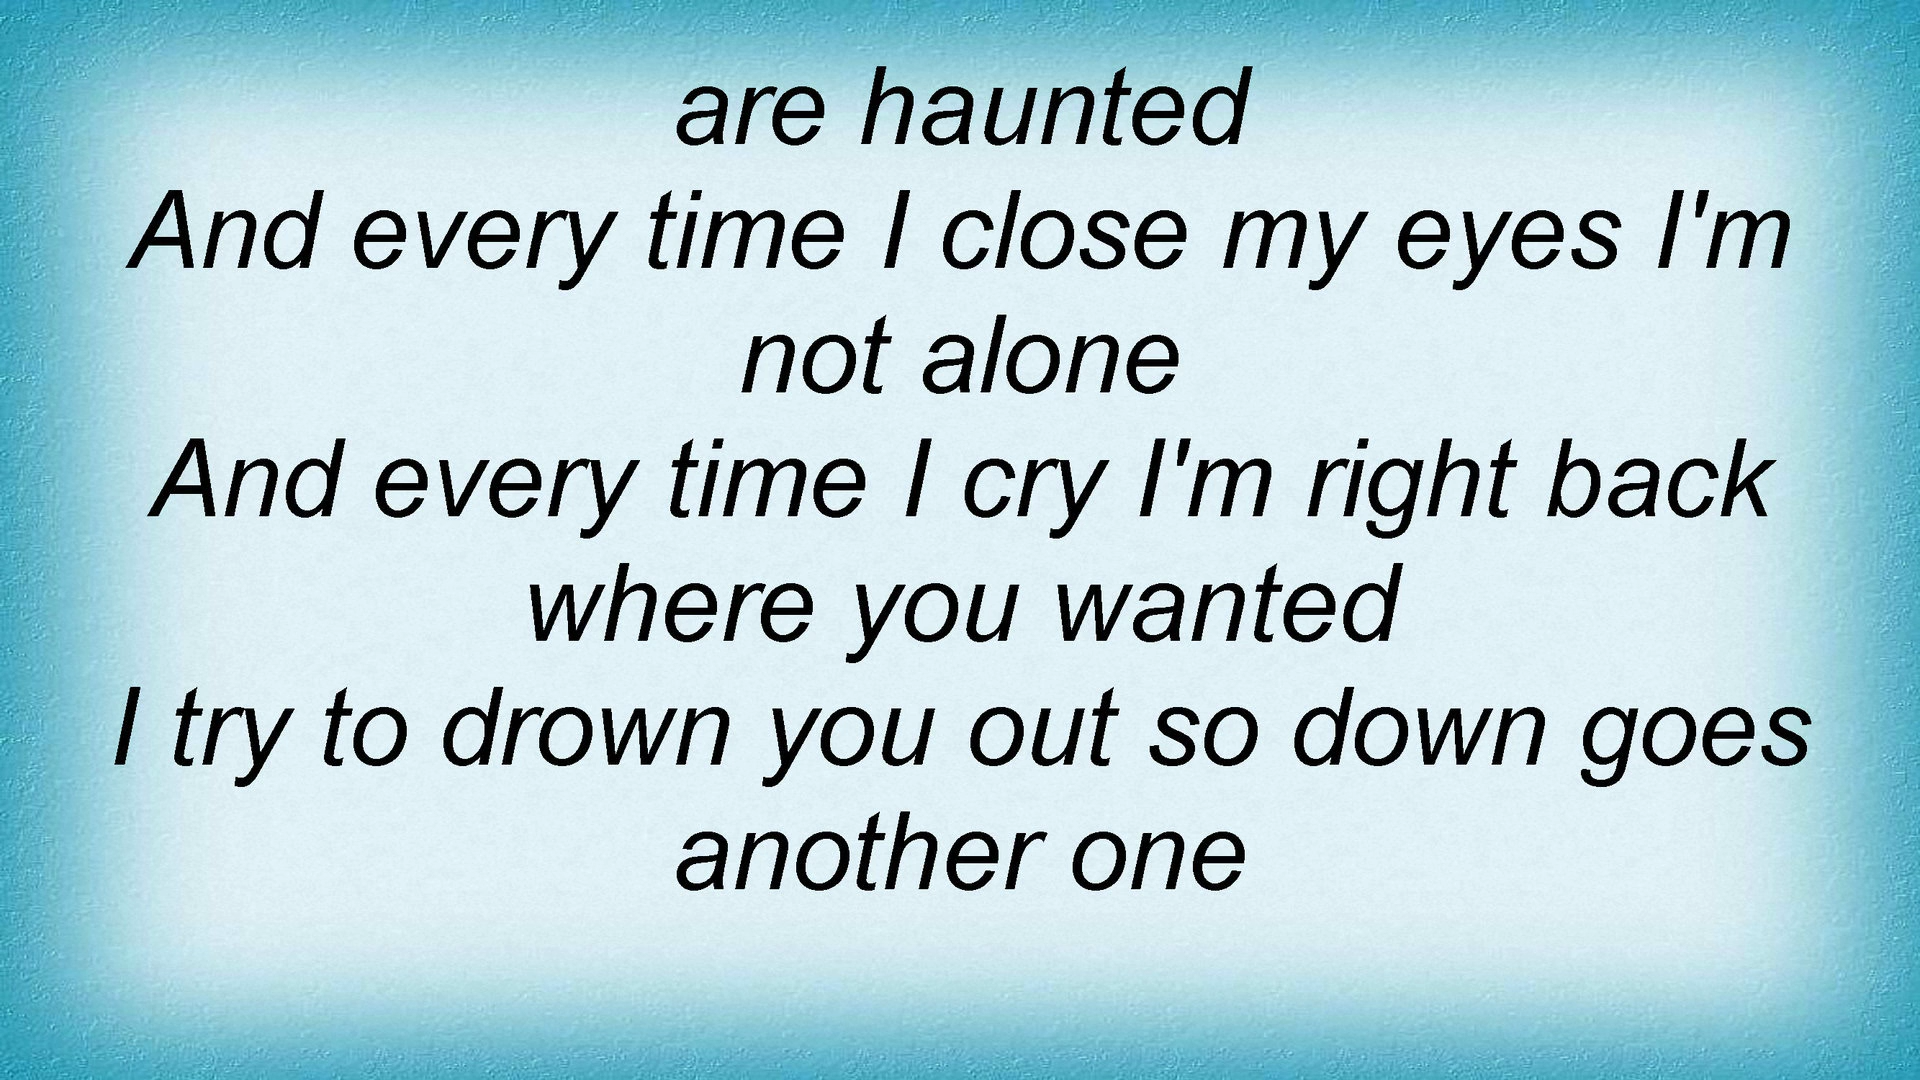 are haunted
And every time I close my eyes I'm
not alone
And every time I cry I'm right back
where you wanted
I try to drown you out so down goes
another one